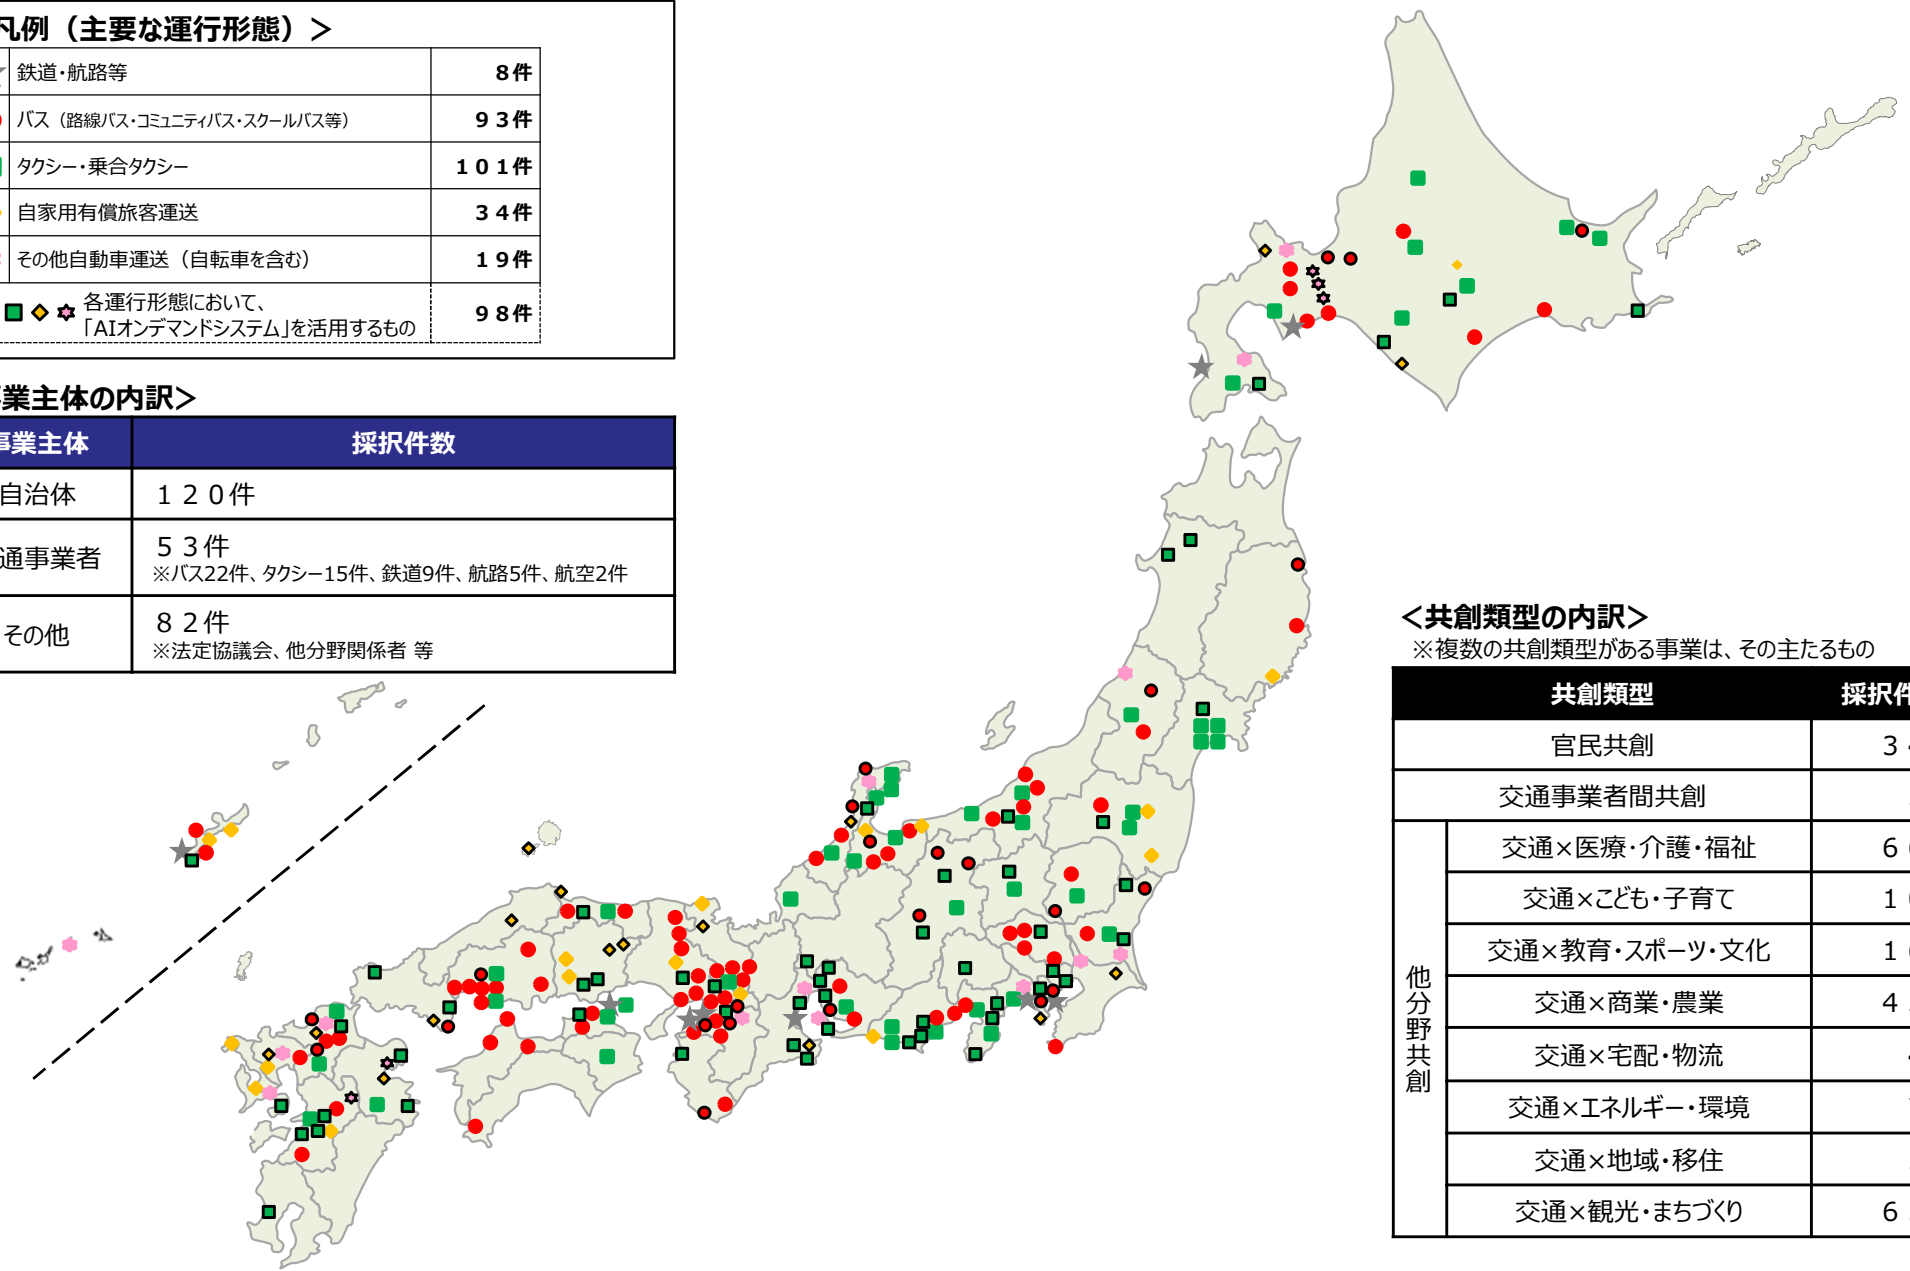 凡例（主要な運行形態）＞
鉄道・航路等 8件
バス（路線バス・コミュニティバス・スクールバス等） 93件
タクシー・乗合タクシー 101件
自家用有償旅客運送 34件
その他自動車運送（自転車を含む） 19件
各運行形態において、
「AIオンデマンドシステム」を活用するもの 98件
業主体の内訳＞
事業主体 採択件数
自治体 １２０件
通事業者 ５３件
※バス22件、タクシー15件、鉄道9件、航路5件、航空2件
その他 ８２件
※法定協議会、他分野関係者 等
＜共創類型の内訳＞
※複数の共創類型がある事業は、その主たるもの
共創類型 採択件
官民共創 ３
交通事業者間共創
他分野共創
交通×医療・介護・福祉 ６
交通×こども・子育て １
交通×教育・スポーツ・文化 １
交通×商業・農業 ４
交通×宅配・物流
交通×エネルギー・環境
交通×地域・移住
交通×観光・まちづくり ６